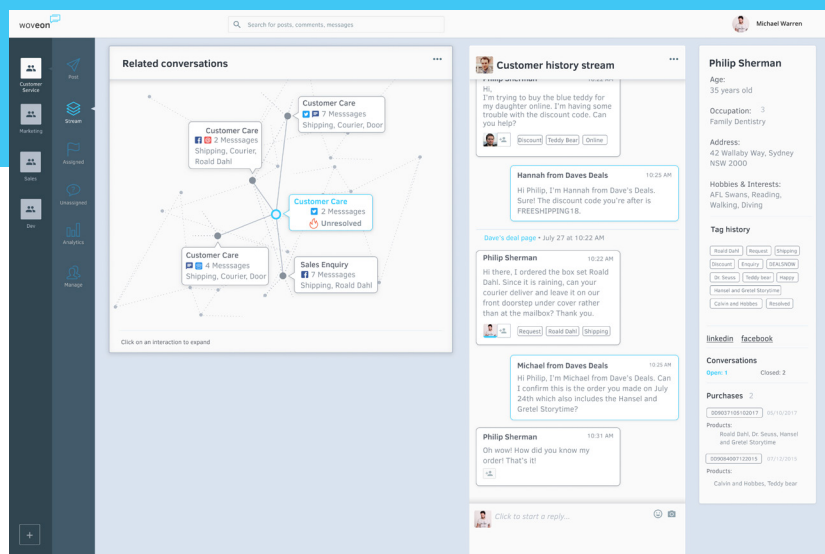 woveon
Search for posts, comments, messages
Michael Warren
Customer
Service
Marketing
Sales
Dev
Post
Stream
Assigned
Unassigned
Analytics
Manage
Related conversations
Customer Care
7 Messsages
Shipping, Courier, Door
Customer Care
2 Messsages
Shipping, Courier,
Roald Dahl
Customer Care
2 Messsages
Unresolved
Customer Care
4 Messsages
Shipping, Courier, Door
Sales Enquiry
7 Messsages
Shipping, Roald Dahl
Click on an interaction to expand
Customer history stream
Philip Sherman 10:22 AM
Hi,
I'm trying to buy the blue teddy for
my daughter online. I'm having some
trouble with the discount code. Can
you help?
Discount Teddy Bear Online
Hannah from Daves Deals 10:25 AM
Hi Philip, I'm Hannah from Dave's Deals.
Sure! The discount code you're after is
FREESHIPPING18.
Dave's deal page • July 27 at 10:22 AM
Philip Sherman 10:22 AM
Hi there, I ordered the box set Roald
Dahl. Since it is raining, can your
courier deliver and leave it on our
front doorstep under cover rather
than at the mailbox? Thank you.
Request Roald Dahl Shipping
Michael from Daves Deals 10:25 AM
Hi Philip, I'm Michael from Dave's Deals. Can
I confirm this is the order you made on July
24th which also includes the Hansel and
Gretel Storytime?
Philip Sherman 10:31 AM
Oh wow! How did you know my
order! That's it!
Click to start a reply...
Philip Sherman
Age:
35 years old
Occupation: 3
Family Dentistry
Address:
42 Wallaby Way, Sydney
NSW 2000
Hobbies & Interests:
AFL Swans, Reading,
Walking, Diving
Tag history
Roald Dahl Request Shipping
Discount Enquiry DEALSNOW
Dr. Seuss Teddy bear Happy
Hansel and Gretel Storytime
Calvin and Hobbes Resolved
linkedin facebook
Conversations
Open: 1 Closed: 2
Purchases 2
DD9037105102017 05/10/2017
Products:
Roald Dahl, Dr. Seuss, Hansel
and Gretel Storytime
Products:
Calvin and Hobbes, Teddy bear